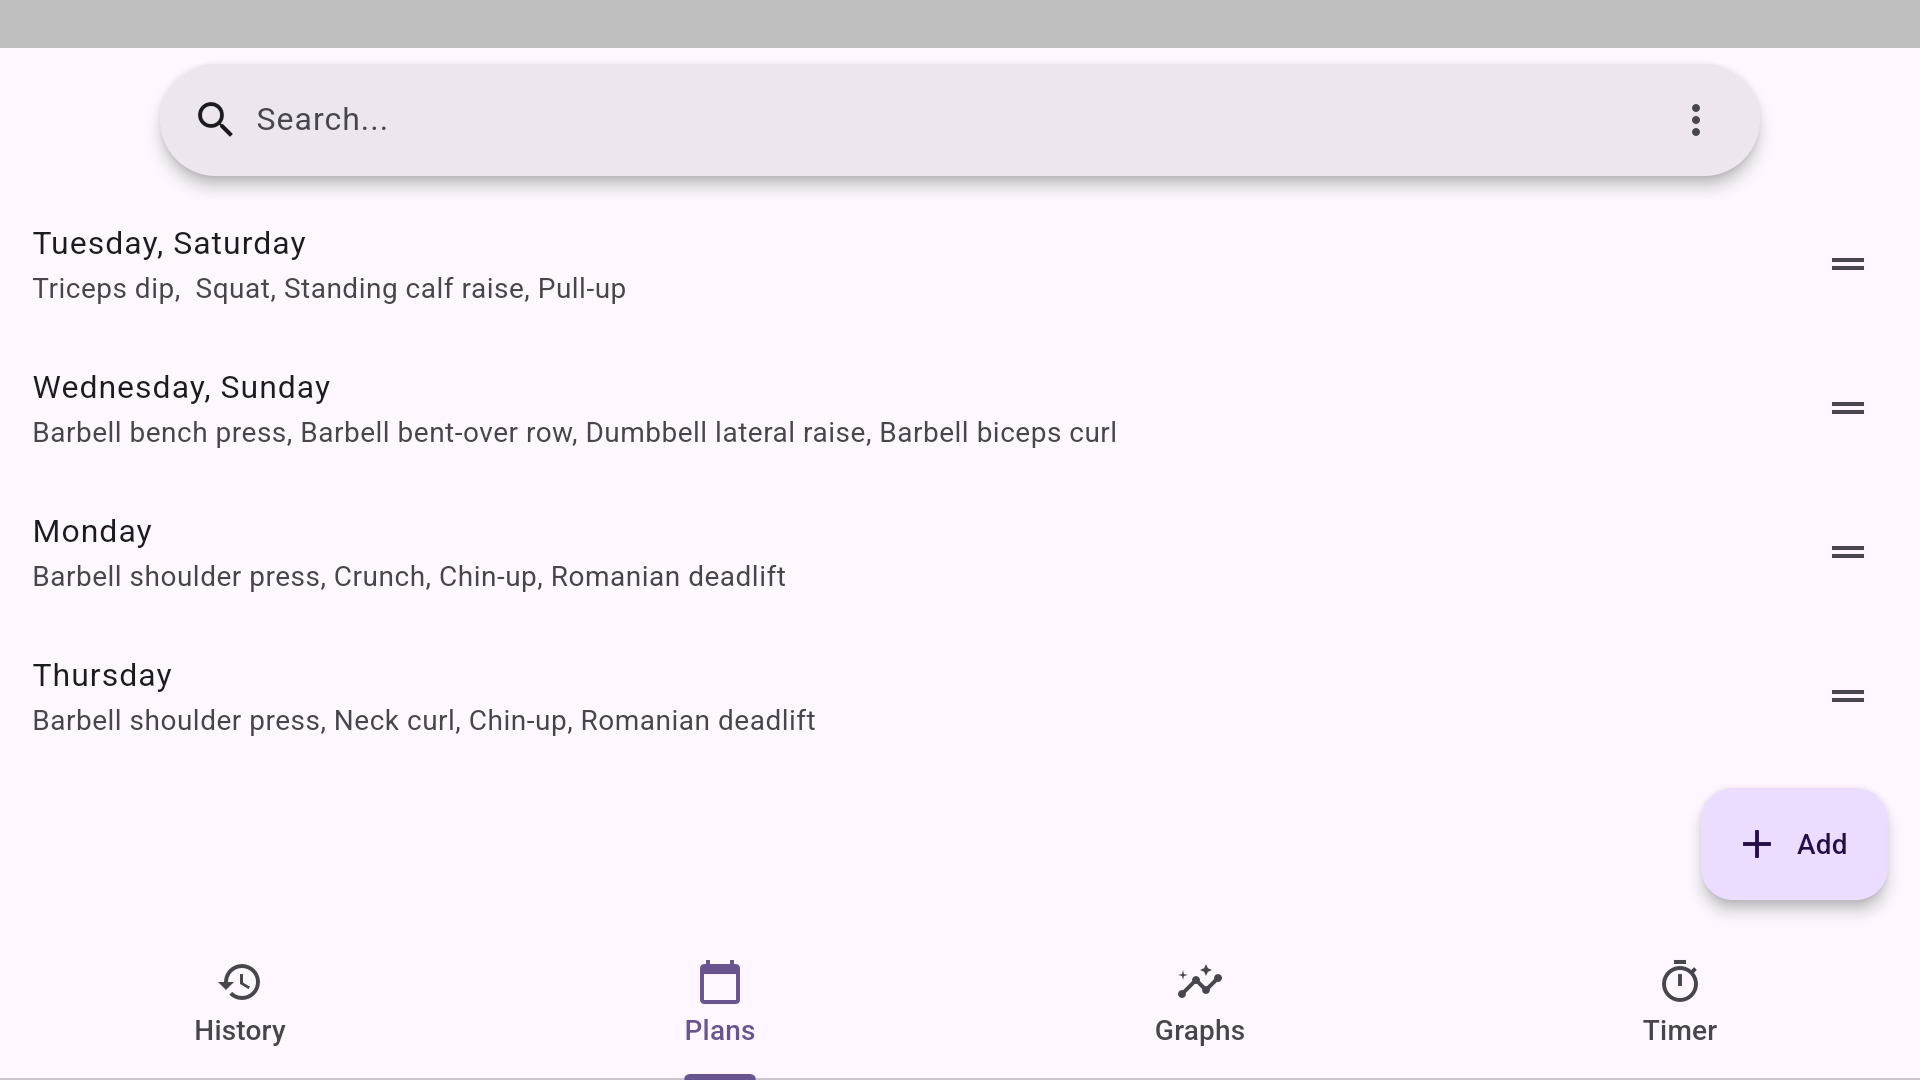 Search...
Tuesday, Saturday
Triceps dip,  Squat, Standing calf raise, Pull-up
Wednesday, Sunday
Barbell bench press, Barbell bent-over row, Dumbbell lateral raise, Barbell biceps curl
Monday
Barbell shoulder press, Crunch, Chin-up, Romanian deadlift
Thursday
Barbell shoulder press, Neck curl, Chin-up, Romanian deadlift
Add
History
Plans
Graphs
Timer